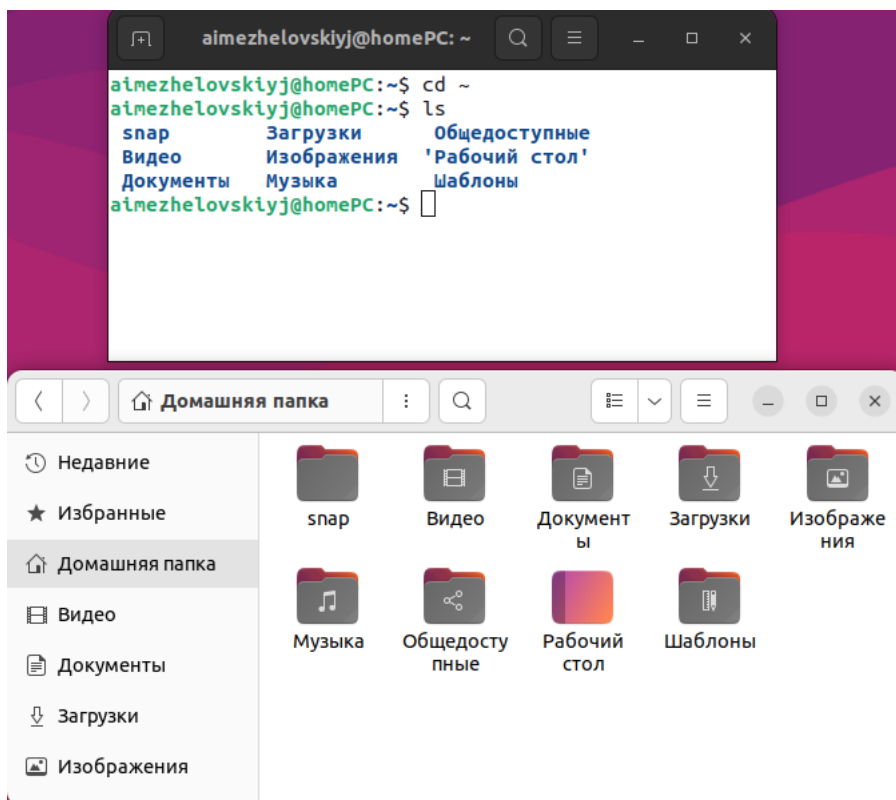 aimezhelovskiyj@homePC: ~
aimezhelovskiyj@homePC:~$ cd ~
aimezhelovskiyj@homePC:~$ ls
snap Загрузки Общедоступные
Видео Изображения 'Рабочий стол'
Документы Музыка Шаблоны
aimezhelovskiyj@homePC:~$
Домашняя папка
Недавние
Избранные
Домашняя папка
Видео
Документы
Загрузки
Изображения
snap
Видео
Документ
ы
Загрузки
Изображе
ния
Музыка
Общедосту
пные
Рабочий
стол
Шаблоны